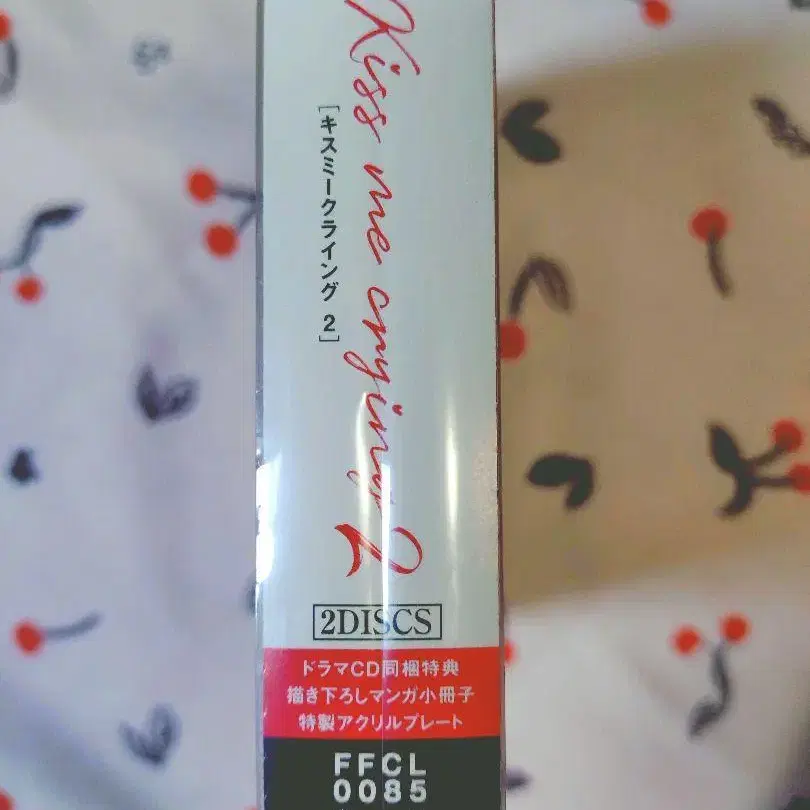 Kiss me crying 2
[キスミークライング 2]
2DISCS
ドラマCD同梱特典
描き下ろしマンガ小冊子
特製アクリルプレート
FFCL
0085